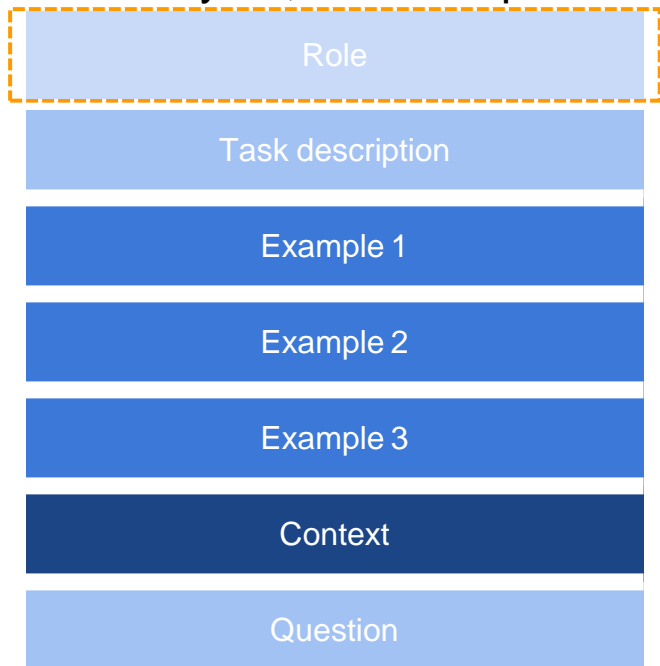 Role
Task description
Example 1
Example 2
Example 3
Context
Question